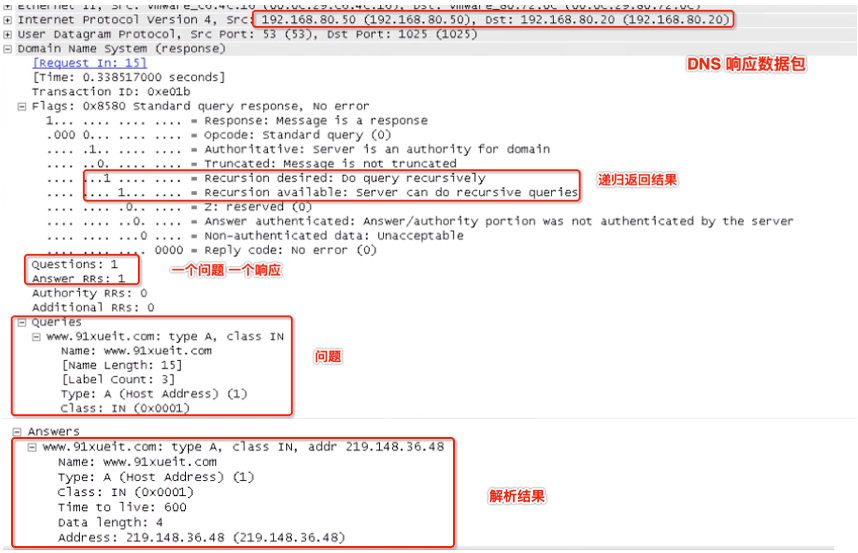 Ethernet II, Src: Vmware_c6:4c:16 (00:0c:29:c6:4c:16), Dst: Vmware_80:72:0c (00:0c:29:80:72:0c)
Internet Protocol Version 4, Src: 192.168.80.50 (192.168.80.50), Dst: 192.168.80.20 (192.168.80.20)
User Datagram Protocol, Src Port: 53 (53), Dst Port: 1025 (1025)
Domain Name System (response)
DNS 响应数据包
[Request In: 15]
[Time: 0.338517000 seconds]
Transaction ID: 0xe01b
Flags: 0x8580 Standard query response, No error
1... .... .... .... = Response: Message is a response
.000 0... .... .... = Opcode: Standard query (0)
.... .1.. .... .... = Authoritative: Server is an authority for domain
.... ..0. .... .... = Truncated: Message is not truncated
.... ...1 .... .... = Recursion desired: Do query recursively
.... .... 1... .... = Recursion available: Server can do recursive queries
递归返回结果
.... .... .0.. .... = Z: reserved (0)
.... .... ..0. .... = Answer authenticated: Answer/authority portion was not authenticated by the server
.... .... ...0 .... = Non-authenticated data: Unacceptable
.... .... .... 0000 = Reply code: No error (0)
Questions: 1
Answer RRs: 1
一个问题 一个响应
Authority RRs: 0
Additional RRs: 0
Queries
www.91xueit.com: type A, class IN
Name: www.91xueit.com
[Name Length: 15]
[Label Count: 3]
Type: A (Host Address) (1)
Class: IN (0x0001)
问题
Answers
www.91xueit.com: type A, class IN, addr 219.148.36.48
Name: www.91xueit.com
Type: A (Host Address) (1)
Class: IN (0x0001)
Time to live: 600
Data length: 4
Address: 219.148.36.48 (219.148.36.48)
解析结果